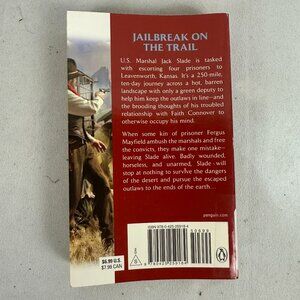 JAILBREAK ON
THE TRAIL
U.S. Marshal Jack Slade is tasked
with escorting four prisoners to
Leavenworth, Kansas. It's a 250-mile,
ten-day journey across a hot, barren
landscape with only a green deputy to
help him keep the outlaws in line—and
the brooding thoughts of his troubled
relationship with Faith Connover to
otherwise occupy his mind.
When some kin of prisoner Fergus
Mayfield ambush the marshals and free
the convicts, they make one mistake—
leaving Slade alive. Badly wounded,
horseless, and unarmed, Slade will
stop at nothing to survive the dangers
of the desert and pursue the escaped
outlaws to the ends of the earth...
penguin.com
$6.99 U.S.
$7.99 CAN